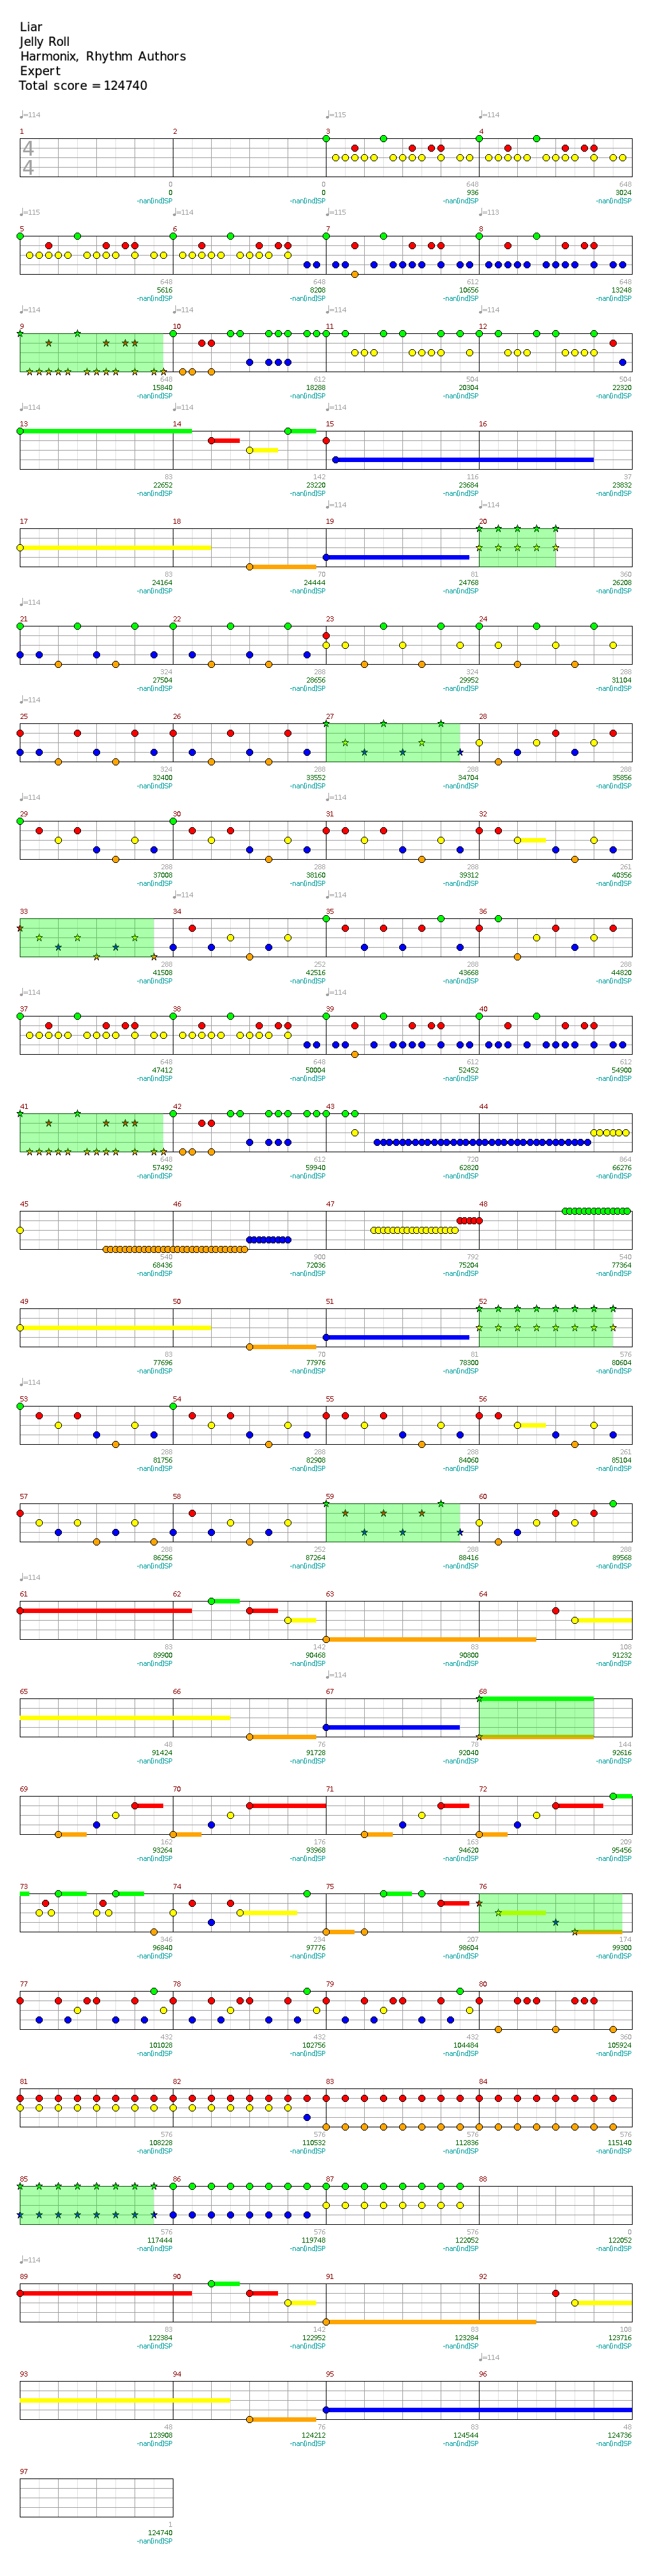 Liar
Jelly Roll
Harmonix, Rhythm Authors
Expert
Total score = 124740
♩=114 ♩=115 ♩=114
1 2 3 4
4
4
0 0 648 648
0 0 936 3024
-nan(ind)SP -nan(ind)SP -nan(ind)SP -nan(ind)SP
♩=115 ♩=114 ♩=115 ♩=113
5 6 7 8
648 648 648 648
5616 8208 10656 13248
-nan(ind)SP -nan(ind)SP -nan(ind)SP -nan(ind)SP
♩=114 ♩=114 ♩=114 ♩=114
9 10 11 12
648 612 504 504
15840 18288 20304 22320
-nan(ind)SP -nan(ind)SP -nan(ind)SP -nan(ind)SP
♩=114 ♩=114 ♩=114
13 14 15 16
83 142 116 37
22652 23220 23684 23832
-nan(ind)SP -nan(ind)SP -nan(ind)SP -nan(ind)SP
♩=114 ♩=114 ♩=114
17 18 19 20
83 70 81 360
24164 24444 24768 26208
-nan(ind)SP -nan(ind)SP -nan(ind)SP -nan(ind)SP
♩=114
21 22 23 24
324 288 324 288
27504 28656 29952 31104
-nan(ind)SP -nan(ind)SP -nan(ind)SP -nan(ind)SP
♩=114
25 26 27 28
324 288 288 288
32400 33552 34704 35856
-nan(ind)SP -nan(ind)SP -nan(ind)SP -nan(ind)SP
♩=114 ♩=114
29 30 31 32
288 288 288 261
37008 38160 39312 40356
-nan(ind)SP -nan(ind)SP -nan(ind)SP -nan(ind)SP
♩=114 ♩=114
33 34 35 36
288 252 288 288
41508 42516 43668 44820
-nan(ind)SP -nan(ind)SP -nan(ind)SP -nan(ind)SP
♩=114 ♩=114
37 38 39 40
648 648 612 612
47412 50004 52452 54900
-nan(ind)SP -nan(ind)SP -nan(ind)SP -nan(ind)SP
41 42 43 44
648 612 720 864
57492 59940 62820 66276
-nan(ind)SP -nan(ind)SP -nan(ind)SP -nan(ind)SP
45 46 47 48
540 900 792 540
68436 72036 75204 77364
-nan(ind)SP -nan(ind)SP -nan(ind)SP -nan(ind)SP
49 50 51 52
83 70 81 576
77696 77976 78300 80604
-nan(ind)SP -nan(ind)SP -nan(ind)SP -nan(ind)SP
♩=114
53 54 55 56
288 288 288 261
81756 82908 84060 85104
-nan(ind)SP -nan(ind)SP -nan(ind)SP -nan(ind)SP
57 58 59 60
288 252 288 288
86256 87264 88416 89568
-nan(ind)SP -nan(ind)SP -nan(ind)SP -nan(ind)SP
♩=114
61 62 63 64
83 142 83 108
89900 90468 90800 91232
-nan(ind)SP -nan(ind)SP -nan(ind)SP -nan(ind)SP
♩=114
65 66 67 68
48 76 78 144
91424 91728 92040 92616
-nan(ind)SP -nan(ind)SP -nan(ind)SP -nan(ind)SP
69 70 71 72
162 176 163 209
93264 93968 94620 95456
-nan(ind)SP -nan(ind)SP -nan(ind)SP -nan(ind)SP
73 74 75 76
346 234 207 174
96840 97776 98604 99300
-nan(ind)SP -nan(ind)SP -nan(ind)SP -nan(ind)SP
77 78 79 80
432 432 432 360
101028 102756 104484 105924
-nan(ind)SP -nan(ind)SP -nan(ind)SP -nan(ind)SP
81 82 83 84
576 576 576 576
108228 110532 112836 115140
-nan(ind)SP -nan(ind)SP -nan(ind)SP -nan(ind)SP
85 86 87 88
576 576 576 0
117444 119748 122052 122052
-nan(ind)SP -nan(ind)SP -nan(ind)SP -nan(ind)SP
♩=114
89 90 91 92
83 142 83 108
122384 122952 123284 123716
-nan(ind)SP -nan(ind)SP -nan(ind)SP -nan(ind)SP
♩=114
93 94 95 96
48 76 83 48
123908 124212 124544 124736
-nan(ind)SP -nan(ind)SP -nan(ind)SP -nan(ind)SP
97
1
124740
-nan(ind)SP